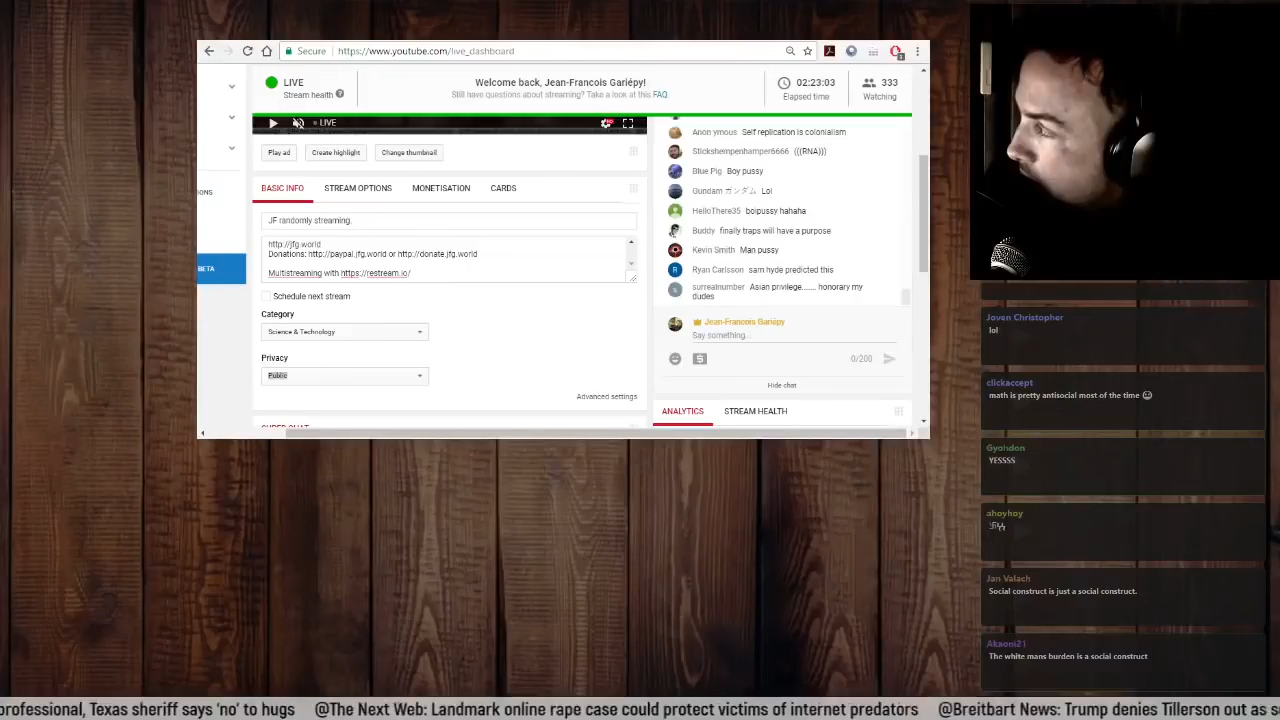 Secure https://www.youtube.com/live_dashboard
LIVE
Stream health
Welcome back, Jean-Francois Gariépy!
Still have questions about streaming? Take a look at this FAQ.
02:23:03
Elapsed time
333
Watching
LIVE
Play ad
Create highlight
Change thumbnail
BASIC INFO
STREAM OPTIONS
MONETISATION
CARDS
JF randomly streaming.
http://jfg.world
Donations: http://paypal.jfg.world or http://donate.jfg.world
Multistreaming with https://restream.io/
Schedule next stream
Category
Science & Technology
Privacy
Public
Advanced settings
IONS
BETA
Anon ymous Self replication is colonialism
Stickshempenhamper6666 (((RNA)))
Blue Pig Boy pussy
Gundam ガンダム Lol
HelloThere35 boipussy hahaha
Buddy finally traps will have a purpose
Kevin Smith Man pussy
Ryan Carlsson sam hyde predicted this
surrealnumber Asian privilege....... honorary my
dudes
Jean-Francois Gariépy
Say something...
0/200
Hide chat
ANALYTICS
STREAM HEALTH
Joven Christopher
lol
clickaccept
math is pretty antisocial most of the time
Gyohdon
YESSSS
ahoyhoy
Jan Valach
Social construct is just a social construct.
Akaoni21
The white mans burden is a social construct
professional, Texas sheriff says 'no' to hugs @The Next Web: Landmark online rape case could protect victims of internet predators @Breitbart News: Trump denies Tillerson out as s